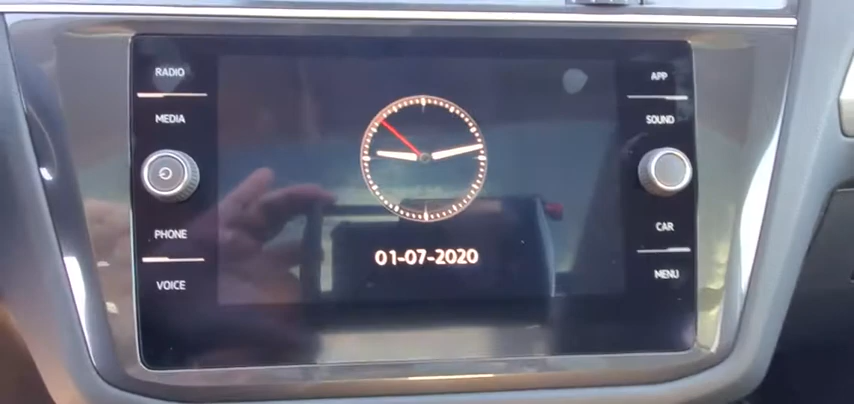 RADIO
MEDIA
PHONE
VOICE
01-07-2020
APP
SOUND
CAR
MENU